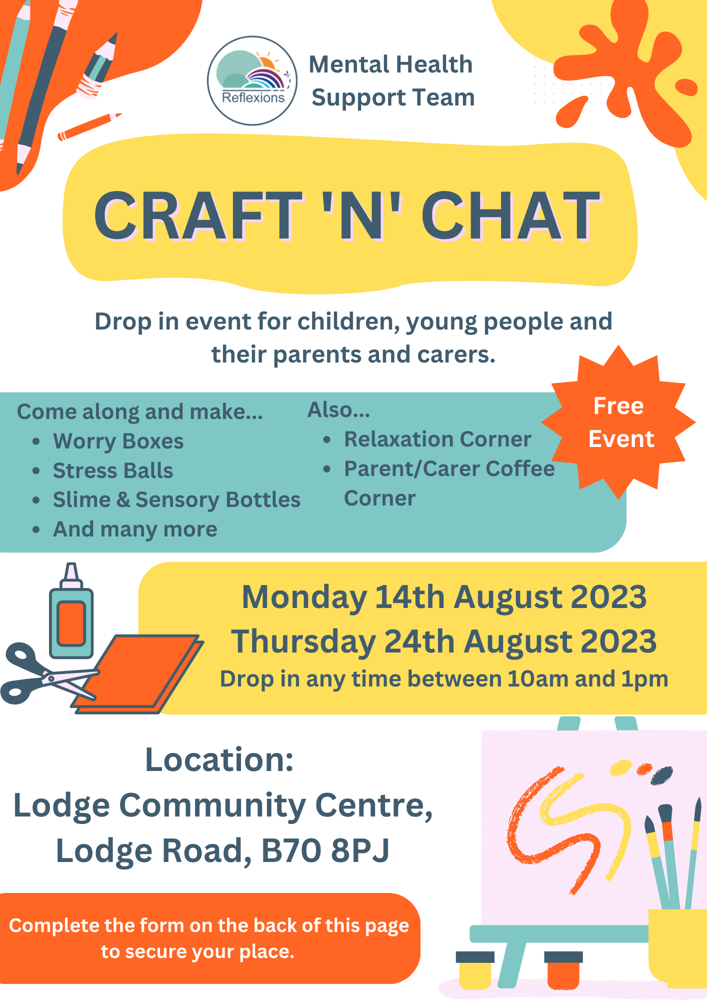 Reflexions
Mental Health
Support Team
CRAFT 'N' CHAT
Drop in event for children, young people and
their parents and carers.
Come along and make...
• Worry Boxes
• Stress Balls
• Slime & Sensory Bottles
• And many more
Also...
• Relaxation Corner
• Parent/Carer Coffee
Corner
Free
Event
Monday 14th August 2023
Thursday 24th August 2023
Drop in any time between 10am and 1pm
Location:
Lodge Community Centre,
Lodge Road, B70 8PJ
Complete the form on the back of this page
to secure your place.